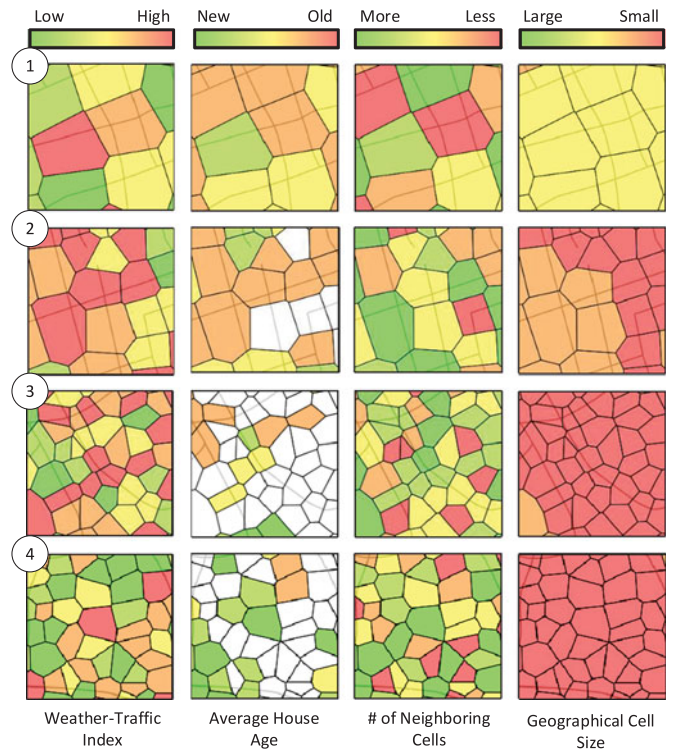 Low High New Old More Less Large Small
1
2
3
4
Weather-Traffic Average House # of Neighboring Geographical Cell
Index Age Cells Size